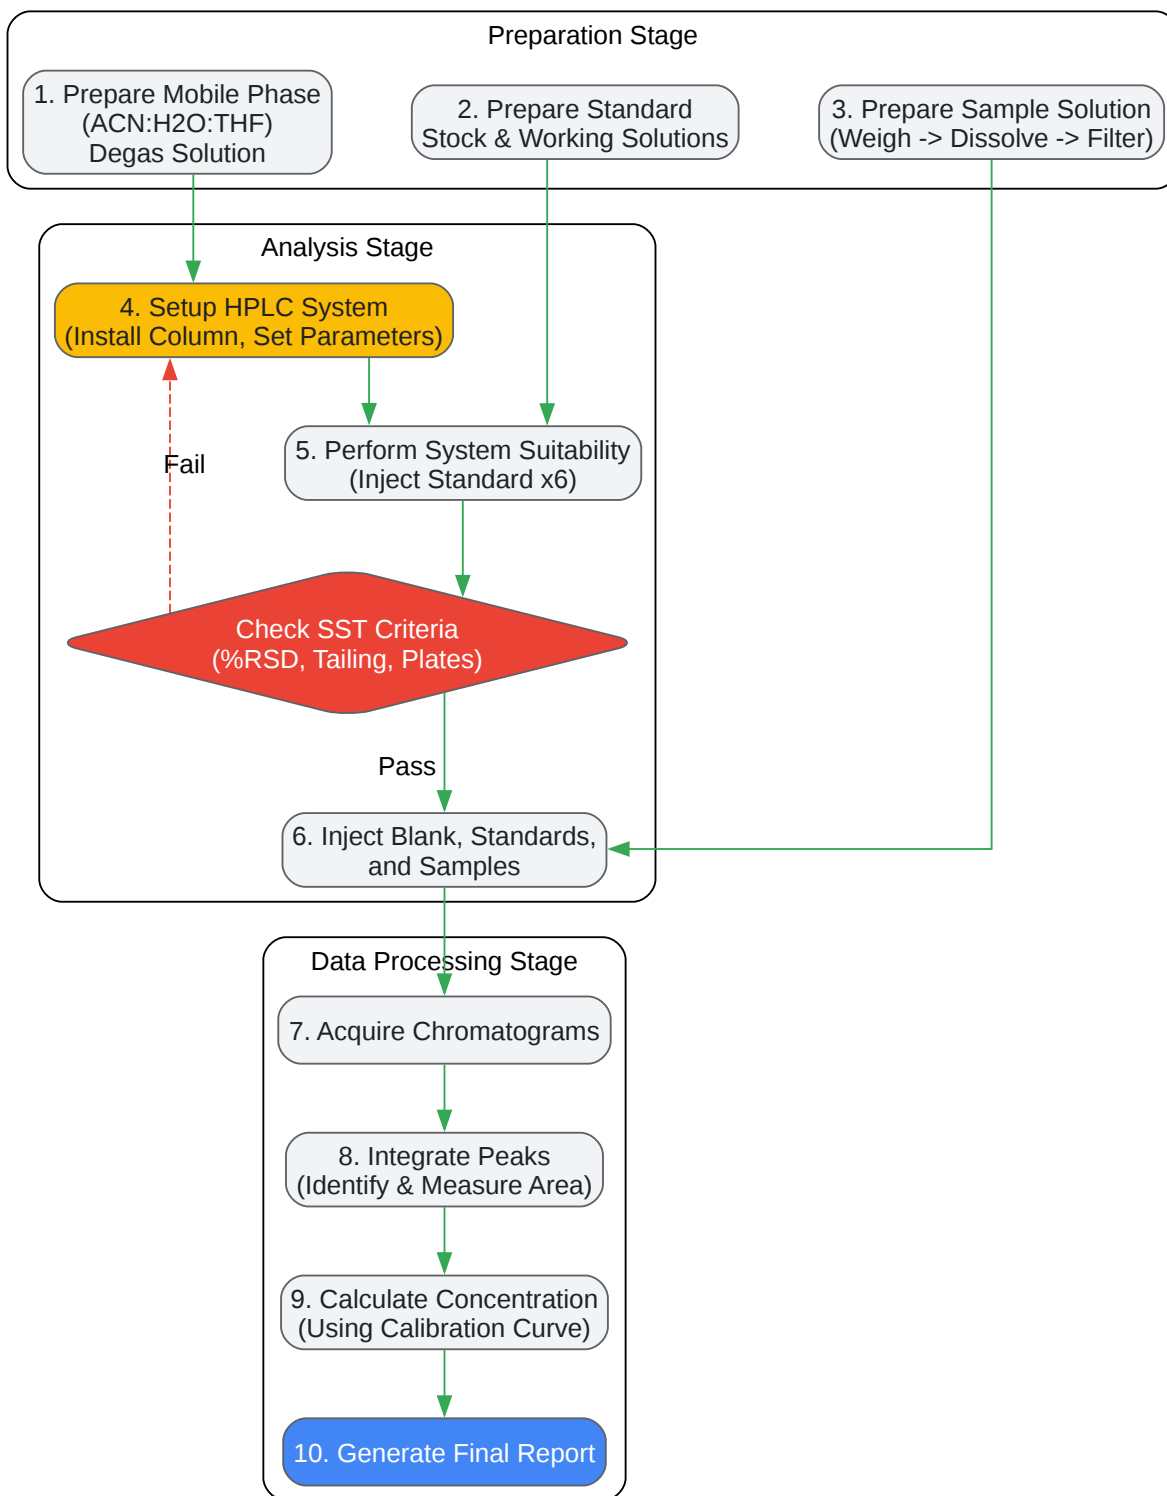 Preparation Stage
1. Prepare Mobile Phase
(ACN:H2O:THF)
Degas Solution
2. Prepare Standard
Stock & Working Solutions
3. Prepare Sample Solution
(Weigh -> Dissolve -> Filter)
Analysis Stage
4. Setup HPLC System
(Install Column, Set Parameters)
Fail
5. Perform System Suitability
(Inject Standard x6)
Check SST Criteria
(%RSD, Tailing, Plates)
Pass
6. Inject Blank, Standards,
and Samples
Data Processing Stage
7. Acquire Chromatograms
8. Integrate Peaks
(Identify & Measure Area)
9. Calculate Concentration
(Using Calibration Curve)
10. Generate Final Report